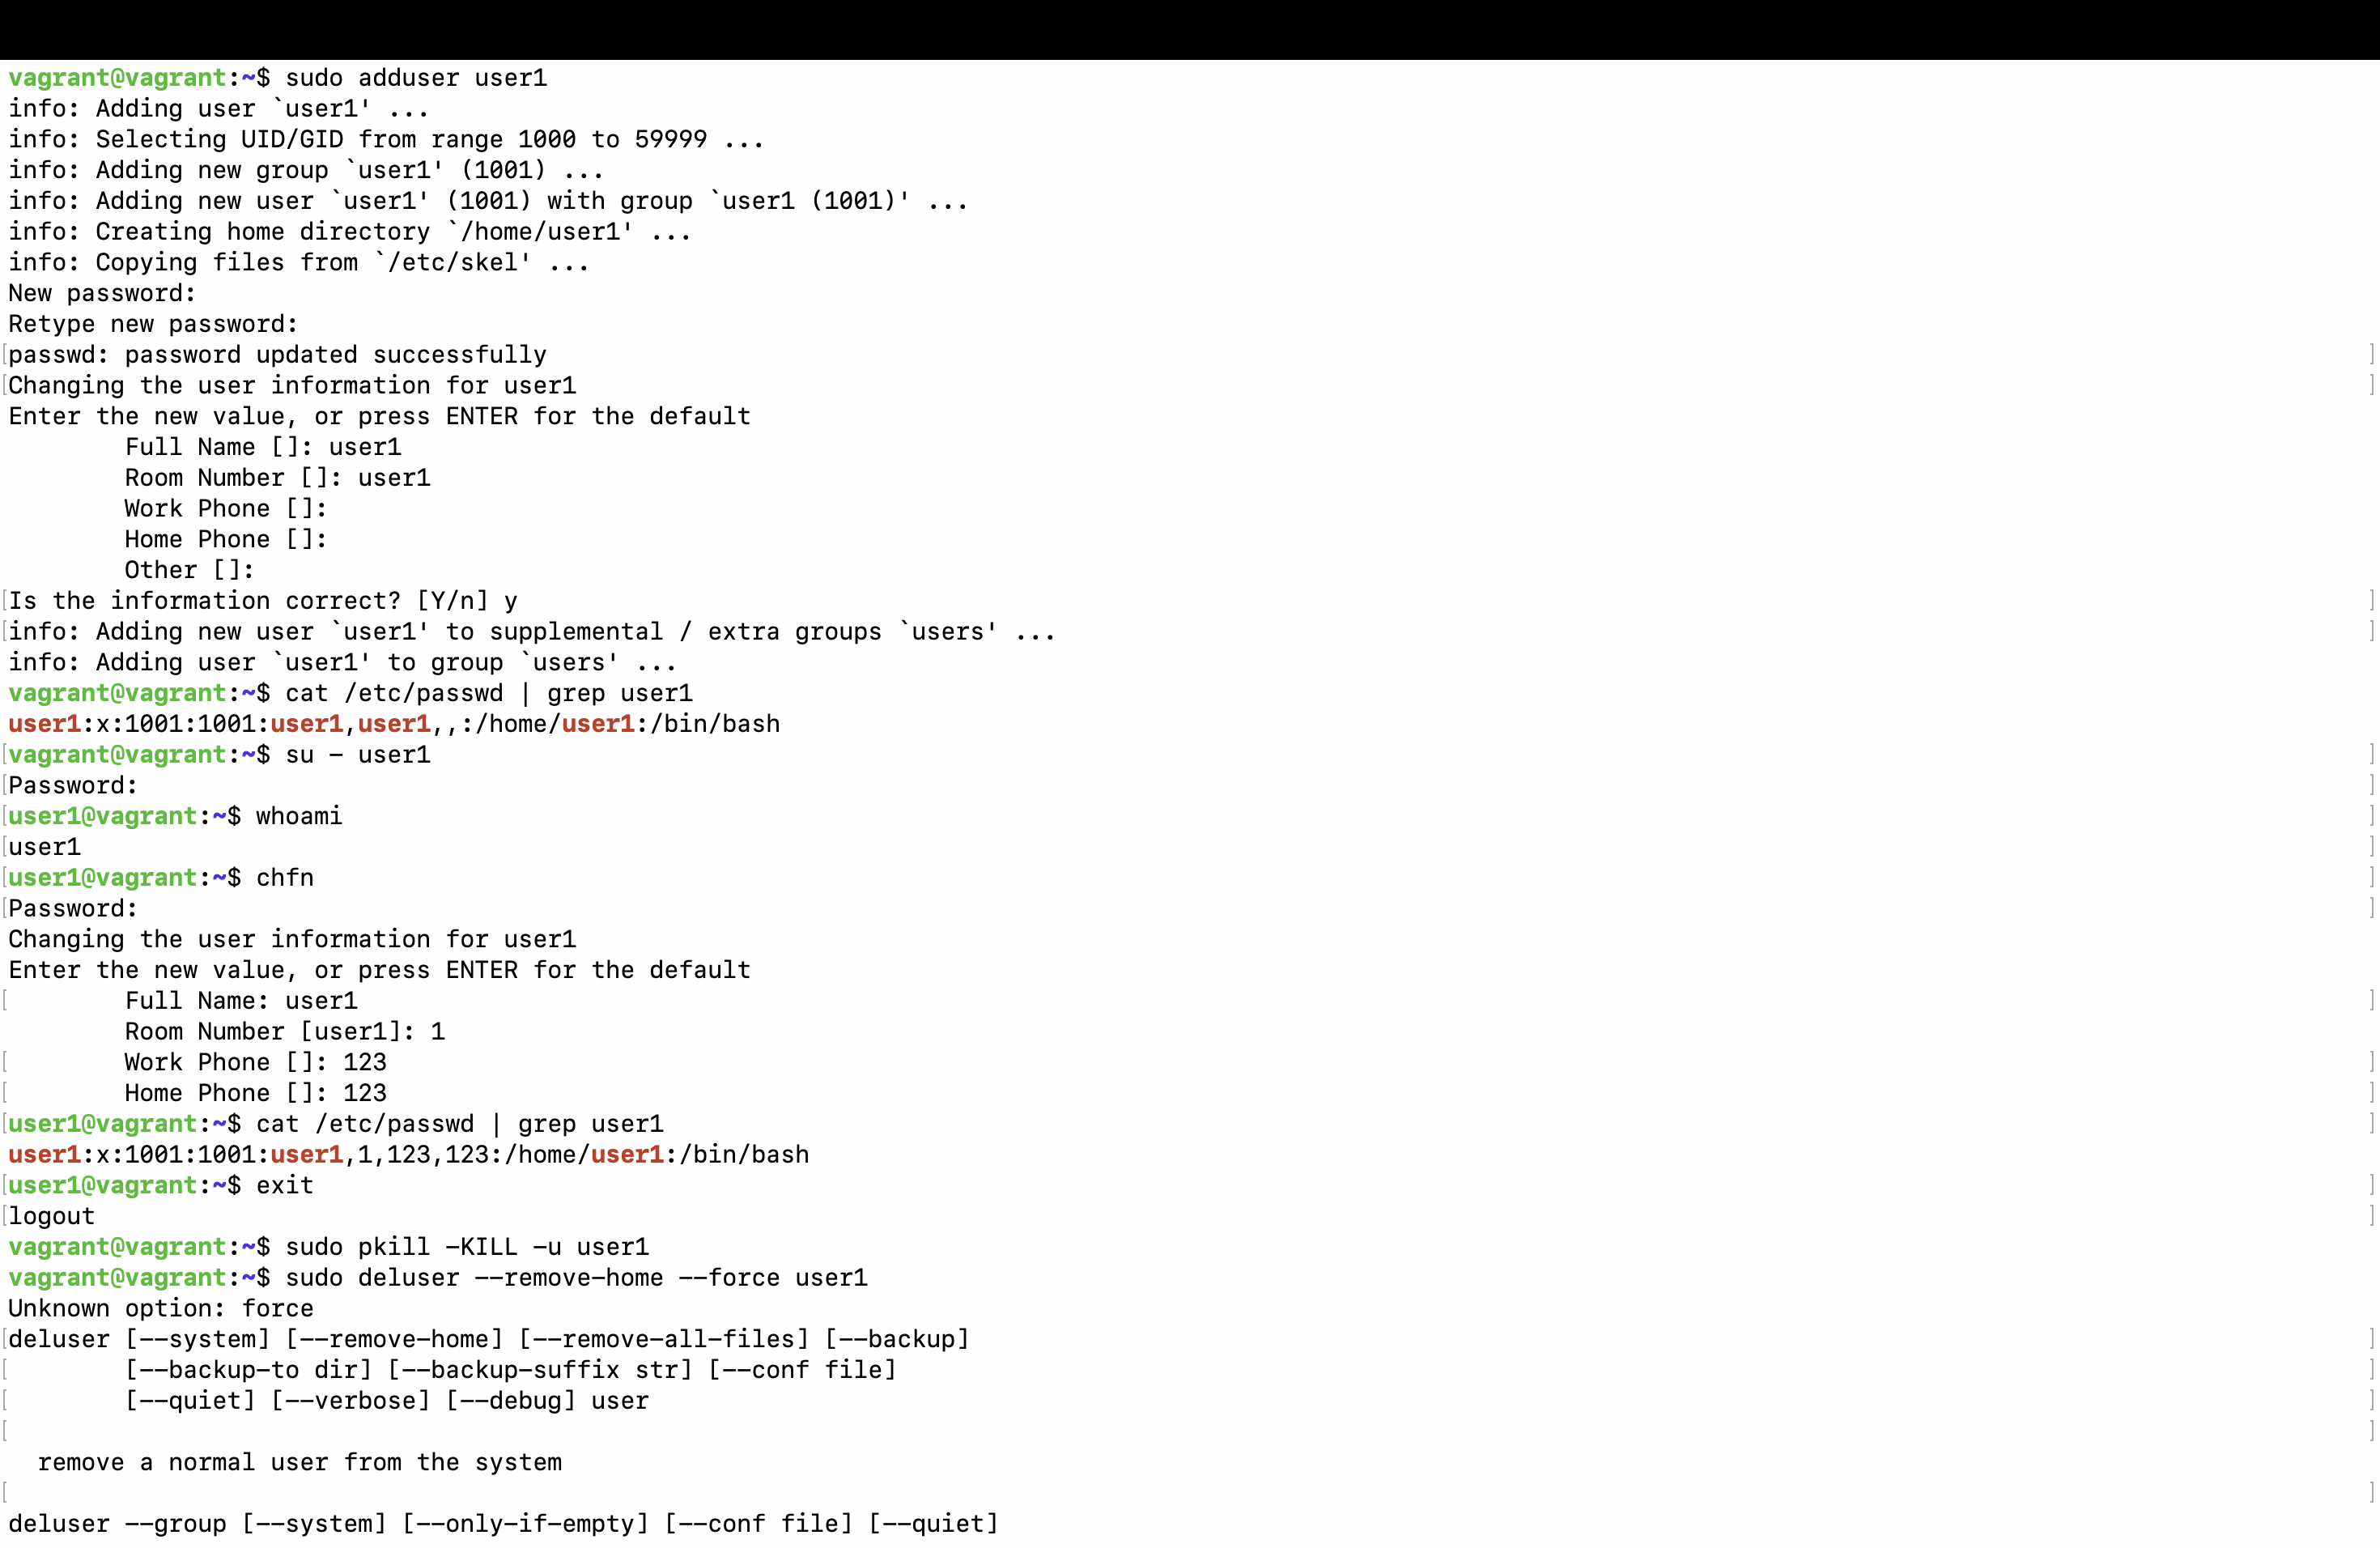 vagrant@vagrant:~$ sudo adduser user1
info: Adding user `user1' ...
info: Selecting UID/GID from range 1000 to 59999 ...
info: Adding new group `user1' (1001) ...
info: Adding new user `user1' (1001) with group `user1 (1001)' ...
info: Creating home directory `/home/user1' ...
info: Copying files from `/etc/skel' ...
New password:
Retype new password:
[passwd: password updated successfully ]
[Changing the user information for user1 ]
Enter the new value, or press ENTER for the default
        Full Name []: user1
        Room Number []: user1
        Work Phone []:
        Home Phone []:
        Other []:
[Is the information correct? [Y/n] y ]
[info: Adding new user `user1' to supplemental / extra groups `users' ... ]
info: Adding user `user1' to group `users' ...
vagrant@vagrant:~$ cat /etc/passwd | grep user1
user1:x:1001:1001:user1,user1,,:/home/user1:/bin/bash
[vagrant@vagrant:~$ su - user1 ]
[Password: ]
[user1@vagrant:~$ whoami ]
[user1 ]
[user1@vagrant:~$ chfn ]
[Password: ]
Changing the user information for user1
Enter the new value, or press ENTER for the default
[        Full Name: user1 ]
        Room Number [user1]: 1
[        Work Phone []: 123 ]
[        Home Phone []: 123 ]
[user1@vagrant:~$ cat /etc/passwd | grep user1 ]
user1:x:1001:1001:user1,1,123,123:/home/user1:/bin/bash
[user1@vagrant:~$ exit ]
[logout ]
vagrant@vagrant:~$ sudo pkill -KILL -u user1
vagrant@vagrant:~$ sudo deluser --remove-home --force user1
Unknown option: force
[deluser [--system] [--remove-home] [--remove-all-files] [--backup] ]
[        [--backup-to dir] [--backup-suffix str] [--conf file] ]
[        [--quiet] [--verbose] [--debug] user ]
[ ]
  remove a normal user from the system
[ ]
deluser --group [--system] [--only-if-empty] [--conf file] [--quiet]